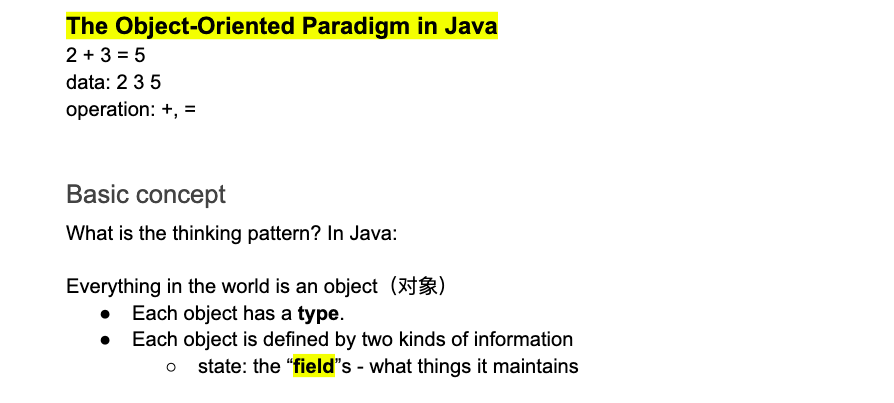 The Object-Oriented Paradigm in Java
2 + 3 = 5
data: 2 3 5
operation: +, =
Basic concept
What is the thinking pattern? In Java:
Everything in the world is an object（对象）
● Each object has a type.
● Each object is defined by two kinds of information
○ state: the “field”s - what things it maintains